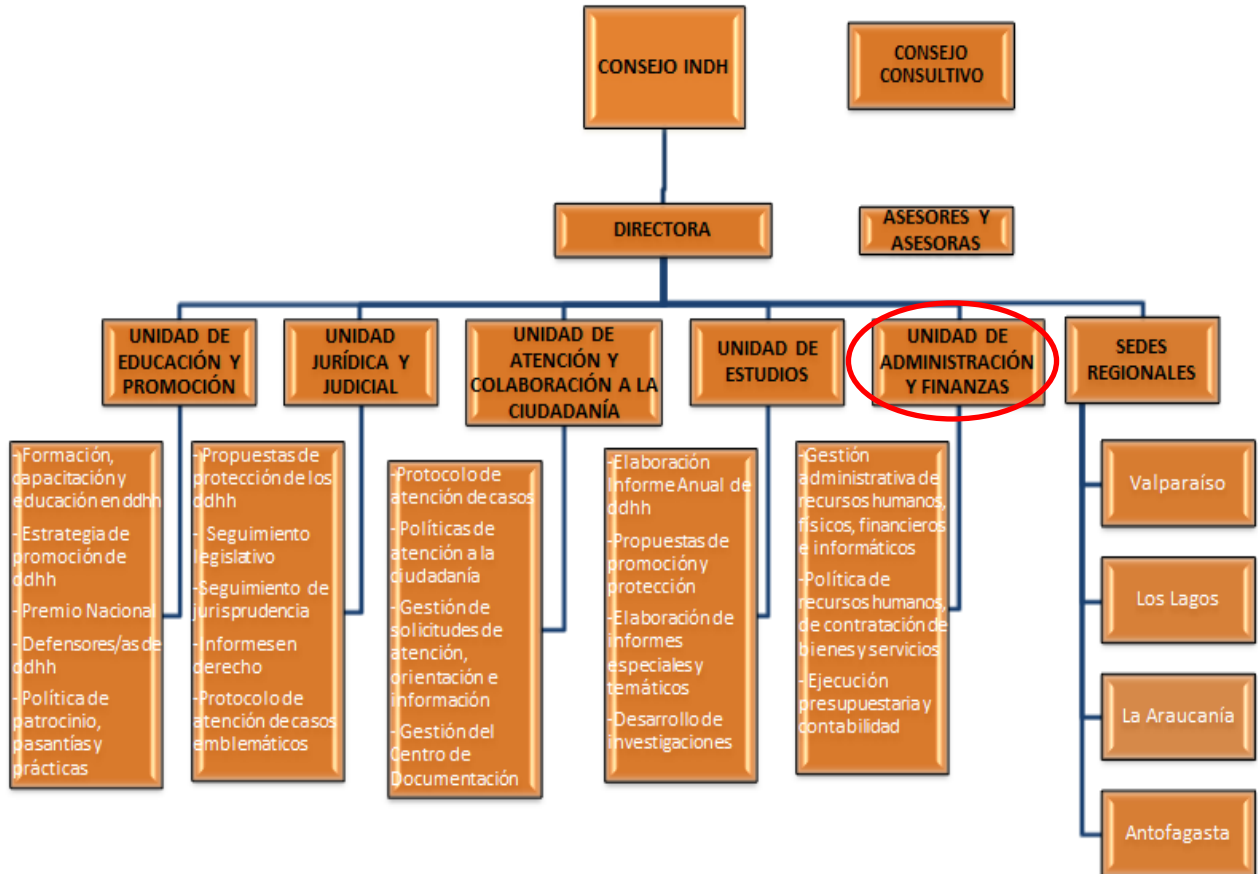 CONSEJO INDH
CONSEJO
CONSULTIVO
DIRECTORA
ASESORES Y
ASESORAS
UNIDAD DE
EDUCACIÓN Y
PROMOCIÓN
UNIDAD
JURÍDICA Y
JUDICIAL
UNIDAD DE
ATENCIÓN Y
COLABORACIÓN A LA
CIUDADANÍA
UNIDAD DE
ESTUDIOS
UNIDAD DE
ADMINISTRACIÓN
Y FINANZAS
SEDES
REGIONALES
-Formación,
capacitación y
educación en ddhh
-Estrategia de
promoción de
ddhh
-Premio Nacional
-Defensores/as de
ddhh
-Política de
patrocinio,
pasantías y
prácticas
-Propuestas de
protección de los
ddhh
- Seguimiento
legislativo
-Seguimiento de
jurisprudencia
-Informes en
derecho
-Protocolo de
atención de casos
emblemáticos
-Protocolo de
atención de casos
-Políticas de
atención a la
ciudadanía
-Gestión de
solicitudes de
atención,
orientación e
información
-Gestión del
Centro de
Documentación
-Elaboración
Informe Anual de
ddhh
-Propuestas de
promoción y
protección
-Elaboración de
informes
especiales y
temáticos
-Desarrollo de
investigaciones
-Gestión
administrativa de
recursos humanos,
físicos, financieros
e informáticos
-Política de
recursos humanos,
de contratación de
bienes y servicios
-Ejecución
presupuestaria y
contabilidad
Valparaíso
Los Lagos
La Araucanía
Antofagasta